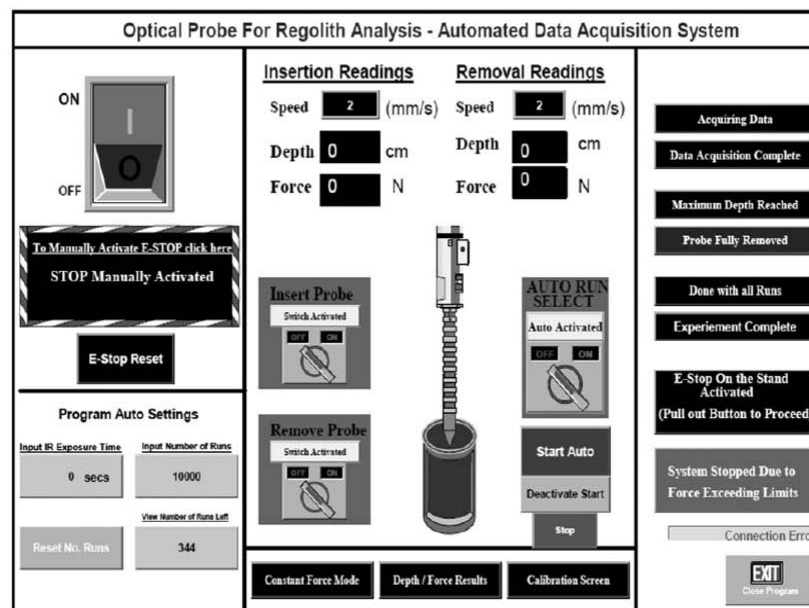 Optical Probe For Regolith Analysis - Automated Data Acquisition System
ON
I
O
OFF
To Manually Activate E-STOP click here
STOP Manually Activated
E-Stop Reset
Program Auto Settings
Input IR Exposure Time
0 secs
Input Number of Runs
10000
Reset No. Runs
View Number of Runs Left
344
Insertion Readings
Speed 2 (mm/s)
Depth 0 cm
Force 0 N
Removal Readings
Speed 2 (mm/s)
Depth 0 cm
Force 0 N
Insert Probe
Switch Activated
OFF ON
Remove Probe
Switch Activated
OFF ON
AUTO RUN
SELECT
Auto Activated
OFF ON
Start Auto
Deactivate Start
Stop
Constant Force Mode
Depth / Force Results
Calibration Screen
Acquiring Data
Data Acquisition Complete
Maximum Depth Reached
Probe Fully Removed
Done with all Runs
Experiement Complete
E-Stop On the Stand
Activated
(Pull out Button to Proceed
System Stopped Due to
Force Exceeding Limits
Connection Erro
EXIT
Close Program